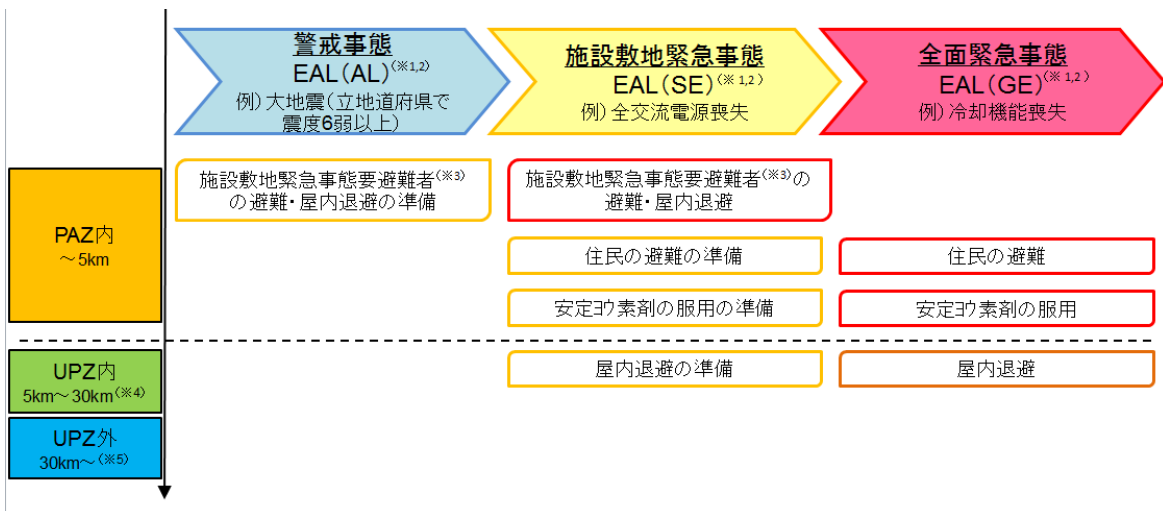 警戒事態
EAL(AL)(※1,2)
例)大地震(立地道府県で
震度6弱以上)
施設敷地緊急事態
EAL(SE)(※1,2)
例)全交流電源喪失
全面緊急事態
EAL(GE)(※1,2)
例)冷却機能喪失
PAZ内
～5km
施設敷地緊急事態要避難者(※3)
の避難・屋内退避の準備
施設敷地緊急事態要避難者(※3)の
避難・屋内退避
住民の避難の準備
住民の避難
安定ヨウ素剤の服用の準備
安定ヨウ素剤の服用
UPZ内
5km～30km(※4)
屋内退避の準備
屋内退避
UPZ外
30km～(※5)